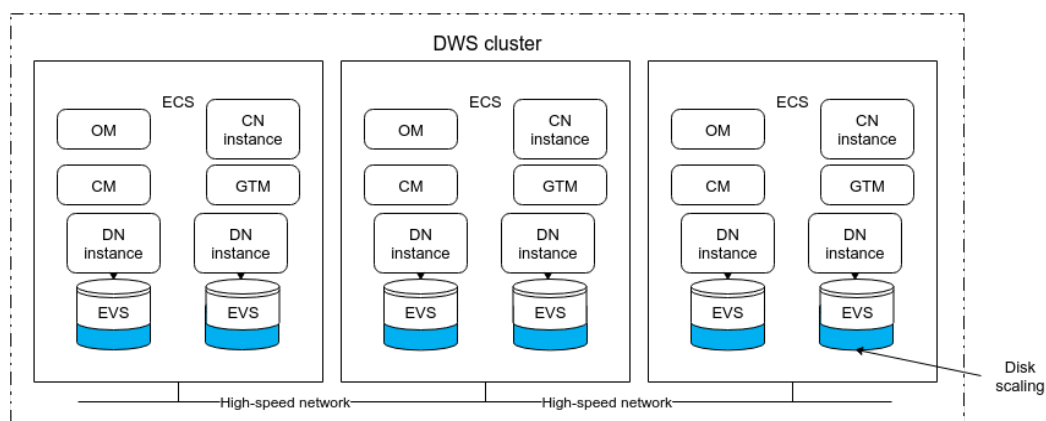 DWS cluster
ECS
OM
CN
instance
CM
GTM
DN
instance
DN
instance
EVS
EVS
ECS
OM
CN
instance
CM
GTM
DN
instance
DN
instance
EVS
EVS
ECS
OM
CN
instance
CM
GTM
DN
instance
DN
instance
EVS
EVS
Disk
scaling
High-speed network
High-speed network